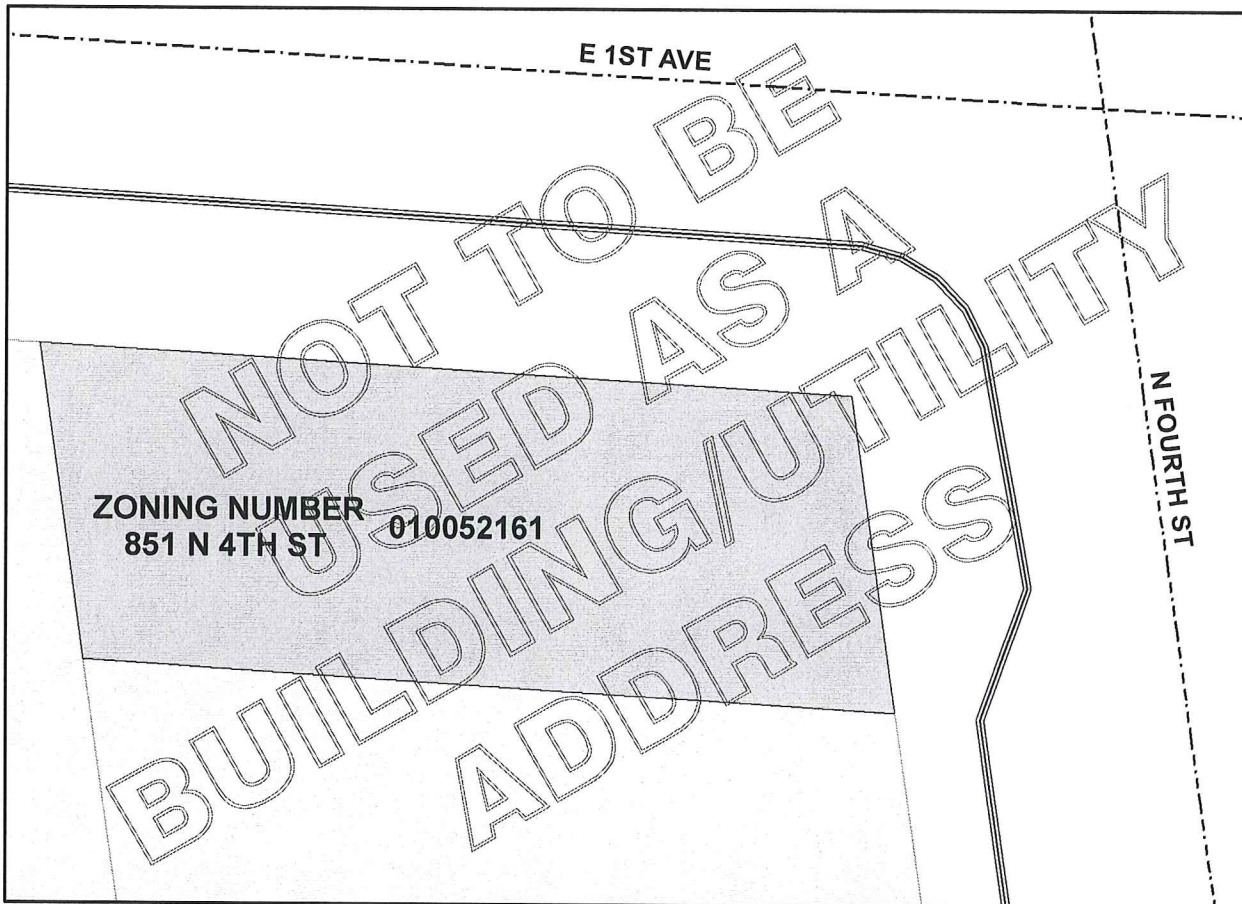 E 1ST AVE
NOT TO BE
USED AS A
BUILDING/UTILITY
ADDRESS
N FOURTH ST
ZONING NUMBER
851 N 4TH ST
010052161